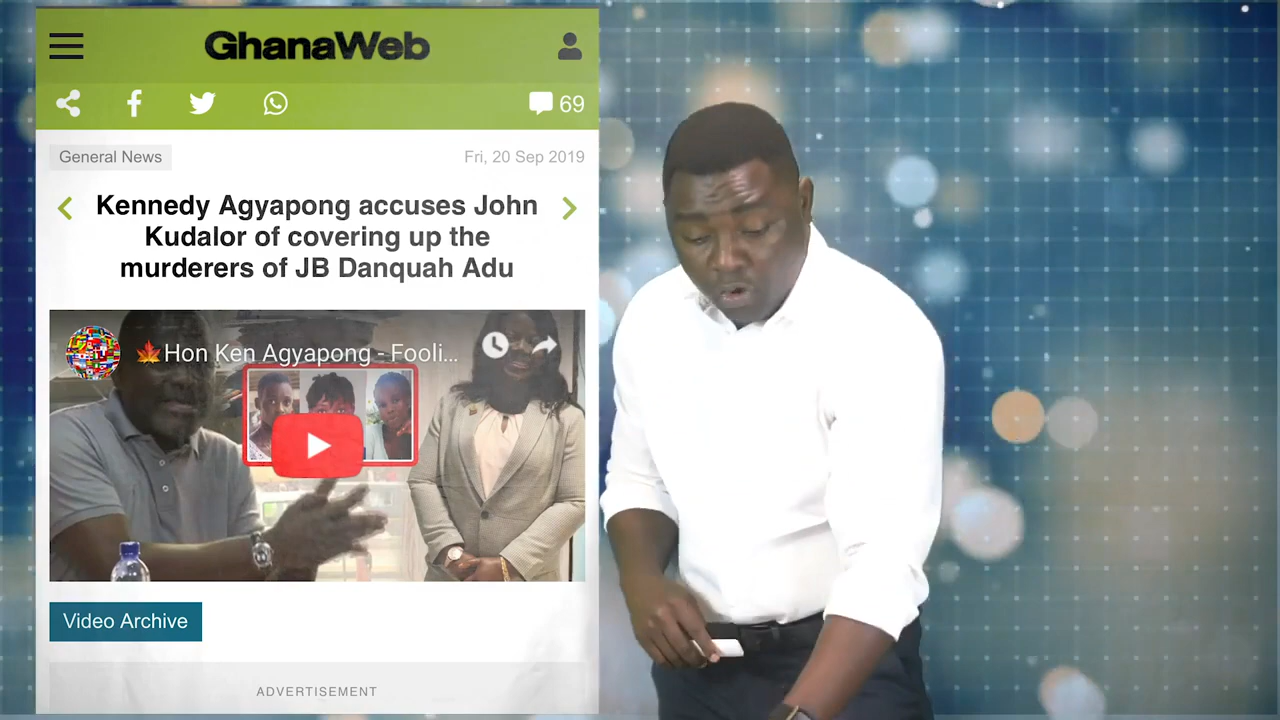 GhanaWeb
69
General News
Fri, 20 Sep 2019
Kennedy Agyapong accuses John
Kudalor of covering up the
murderers of JB Danquah Adu
🍁Hon Ken Agyapong - Fooli...
Video Archive
ADVERTISEMENT